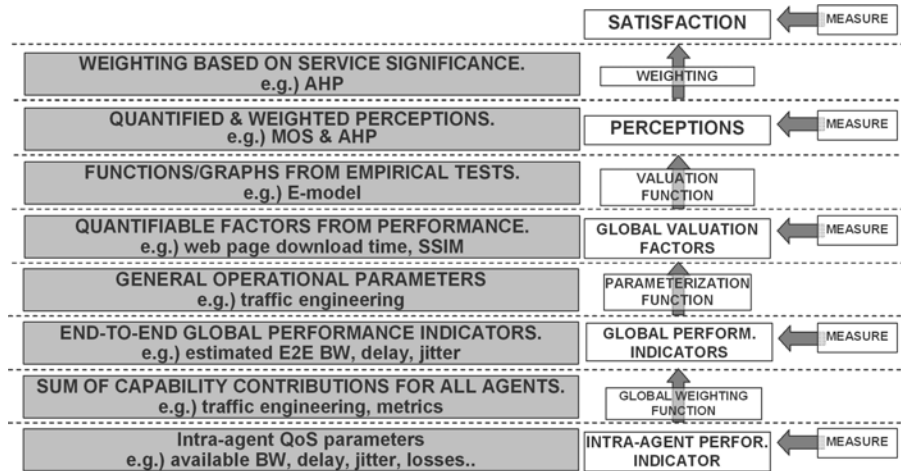 SATISFACTION
MEASURE
WEIGHTING BASED ON SERVICE SIGNIFICANCE.
e.g.) AHP
WEIGHTING
QUANTIFIED & WEIGHTED PERCEPTIONS.
e.g.) MOS & AHP
PERCEPTIONS
MEASURE
FUNCTIONS/GRAPHS FROM EMPIRICAL TESTS.
e.g.) E-model
VALUATION
FUNCTION
QUANTIFIABLE FACTORS FROM PERFORMANCE.
e.g.) web page download time, SSIM
GLOBAL VALUATION
FACTORS
MEASURE
GENERAL OPERATIONAL PARAMETERS
e.g.) traffic engineering
PARAMETERIZATION
FUNCTION
END-TO-END GLOBAL PERFORMANCE INDICATORS.
e.g.) estimated E2E BW, delay, jitter
GLOBAL PERFORM.
INDICATORS
MEASURE
SUM OF CAPABILITY CONTRIBUTIONS FOR ALL AGENTS.
e.g.) traffic engineering, metrics
GLOBAL WEIGHTING
FUNCTION
Intra-agent QoS parameters
e.g.) available BW, delay, jitter, losses..
INTRA-AGENT PERFOR.
INDICATOR
MEASURE